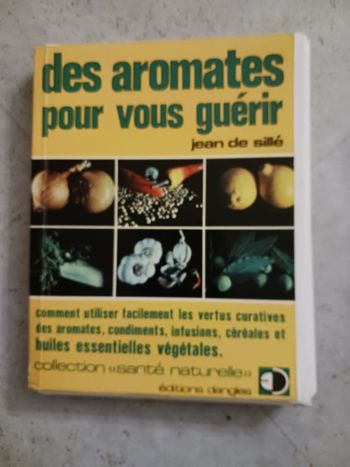 des aromates
pour vous guérir
jean de sillé
comment utiliser facilement les vertus curatives
des aromates, condiments, infusions, céréales et
huiles essentielles végétales.
collection «santé naturelle»
éditions dangles